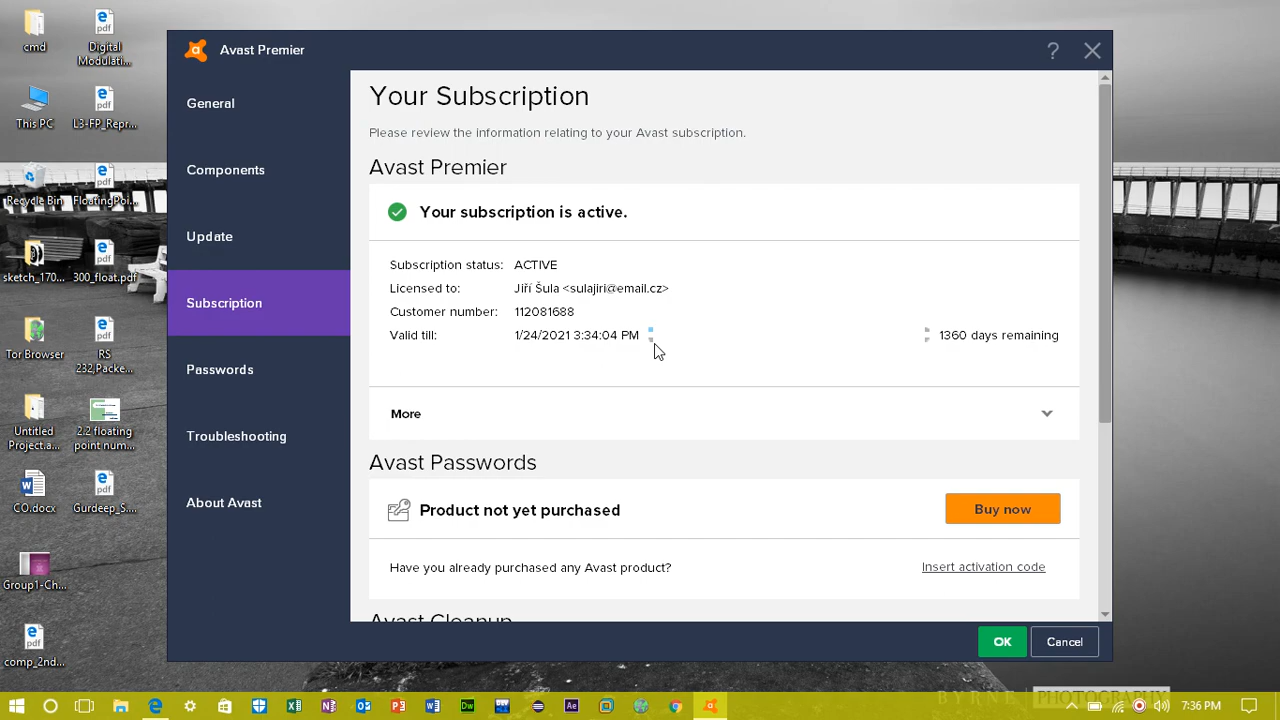 cmd
Digital
Modulati...
This PC
L3-FP_Repr...
Recycle Bin
FloatingPoi...
sketch_170...
300_float.pdf
Tor Browser
RS
232,Packe...
Untitled
Project.a...
2.2 floating
point num...
CO.docx
Gurdeep_S...
Group1-Ch...
comp_2nd...
Avast Premier
?
General
Components
Update
Subscription
Passwords
Troubleshooting
About Avast
Your Subscription
Please review the information relating to your Avast subscription.
Avast Premier
Your subscription is active.
Subscription status: ACTIVE
Licensed to: Jiří Šula <sulajiri@email.cz>
Customer number: 112081688
Valid till: 1/24/2021 3:34:04 PM 1360 days remaining
More
Avast Passwords
Product not yet purchased
Buy now
Have you already purchased any Avast product? Insert activation code
Avast Cleanup
OK
Cancel
BYRNE PHOTOGRAPHY
7:36 PM